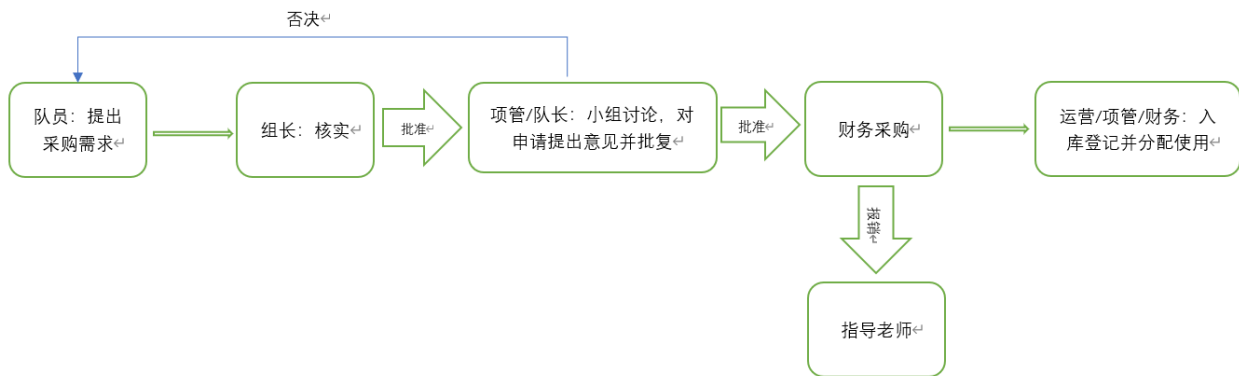 否决
队员：提出
采购需求
组长：核实
批准
项管/队长：小组讨论，对
申请提出意见并批复
批准
财务采购
运营/项管/财务：入
库登记并分配使用
报销
指导老师